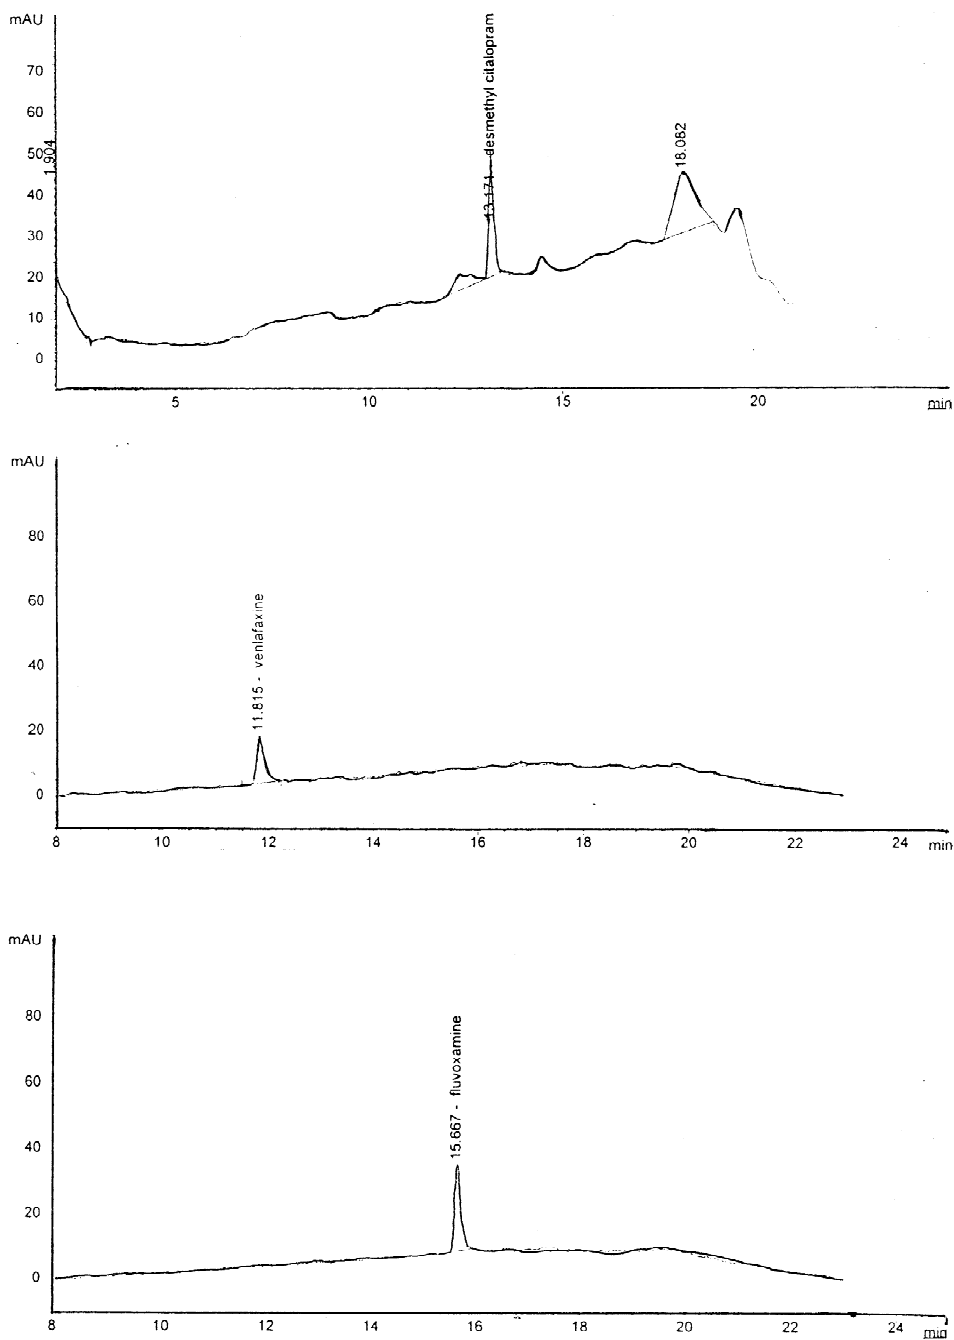 mAU
70
60
50
40
30
20
10
0
1.904
13.171 desmethyl citalopram
18.082
5 10 15 20 min
mAU
80
60
40
20
0
11.815 - venlafaxine
8 10 12 14 16 18 20 22 24 min
mAU
80
60
40
20
0
15.667 - fluvoxamine
8 10 12 14 16 18 20 22 24 min